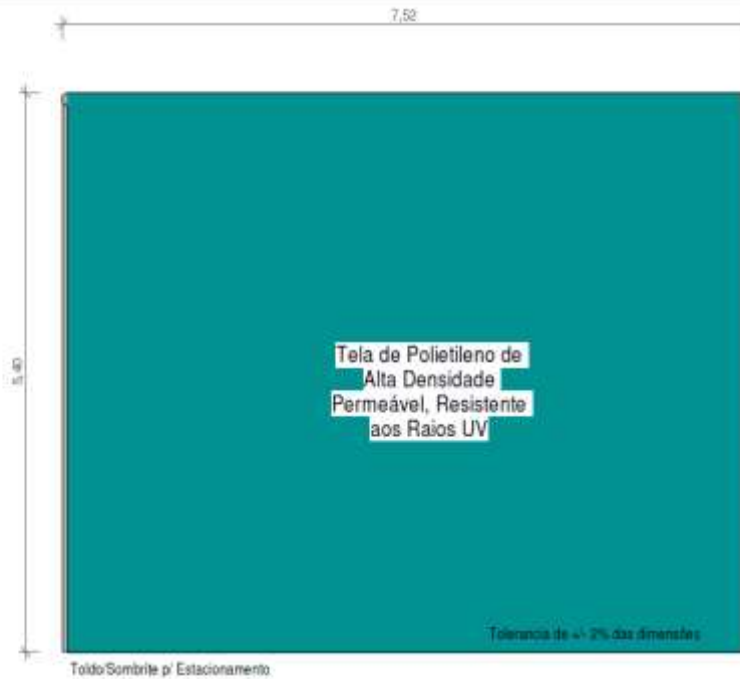 7,52
5,40
Tela de Polietileno de
Alta Densidade
Permeável, Resistente
aos Raios UV
Tolerancia de +/- 2% das dimensões
Toldo/Sombrite p/ Estacionamento